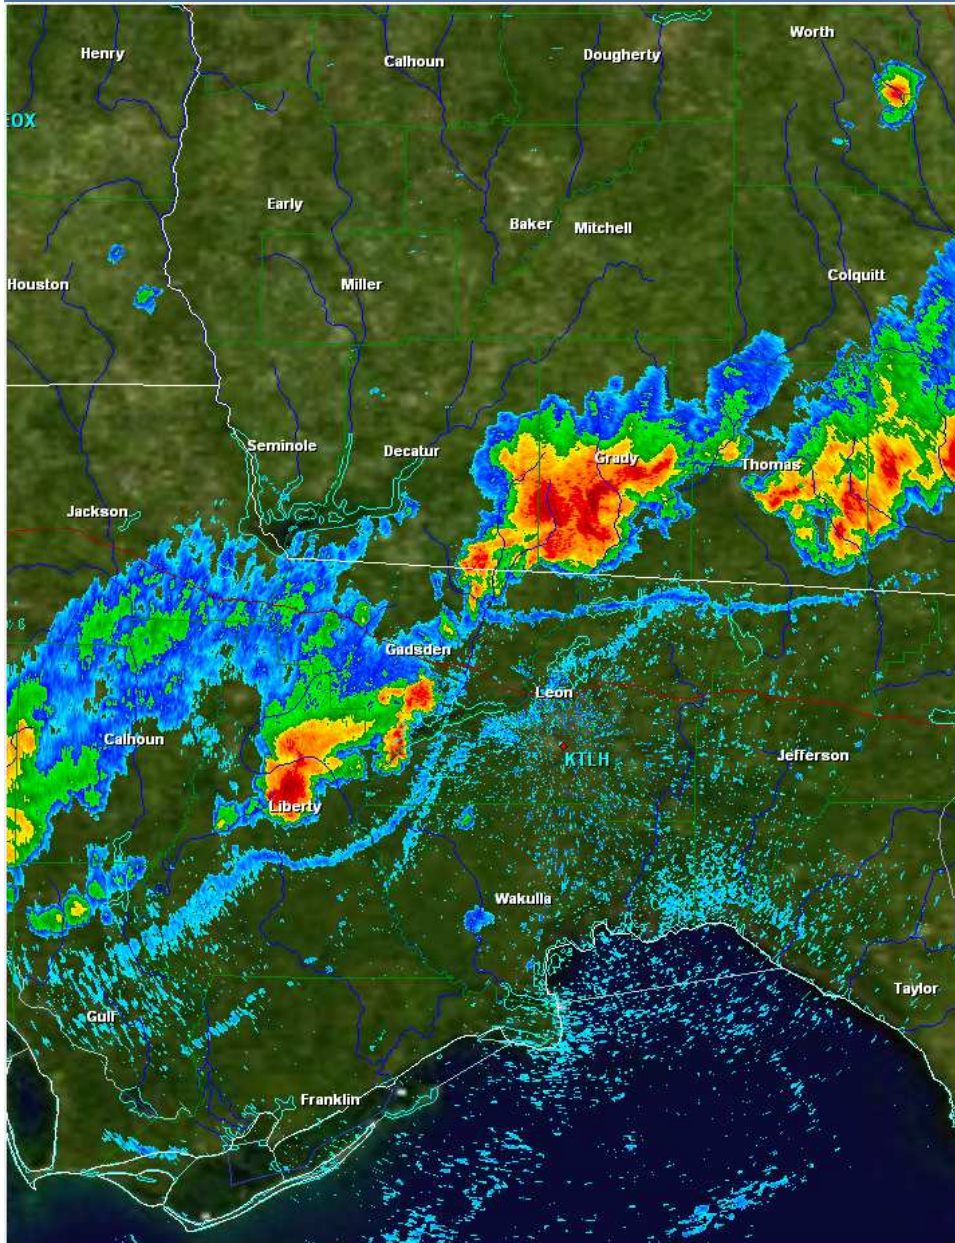 Worth
Henry
Calhoun
Dougherty
EOX
Early
Baker
Mitchell
Colquitt
Houston
Miller
Seminole
Decatur
Grady
Thomas
Jackson
Gadsden
Leon
Calhoun
KTLH
Jefferson
Liberty
Wakulla
Taylor
Gulf
Franklin